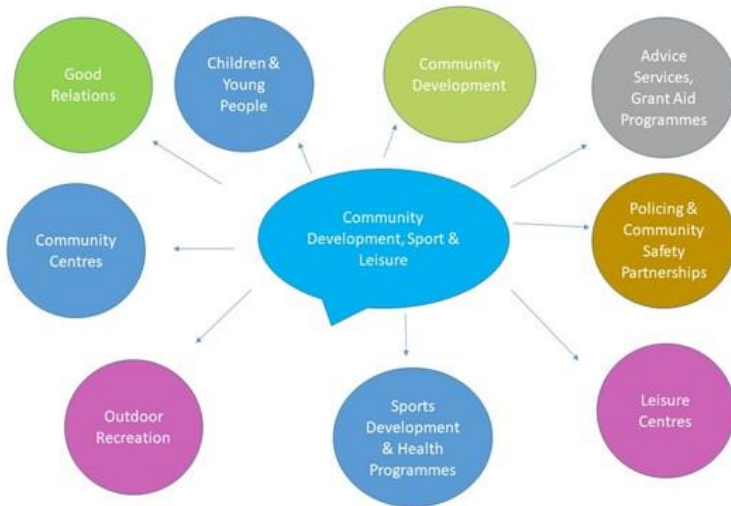 Good
Relations
Children &
Young
People
Community
Development
Advice
Services,
Grant Aid
Programmes
Community
Centres
Community
Development, Sport &
Leisure
Policing &
Community
Safety
Partnerships
Outdoor
Recreation
Sports
Development
& Health
Programmes
Leisure
Centres